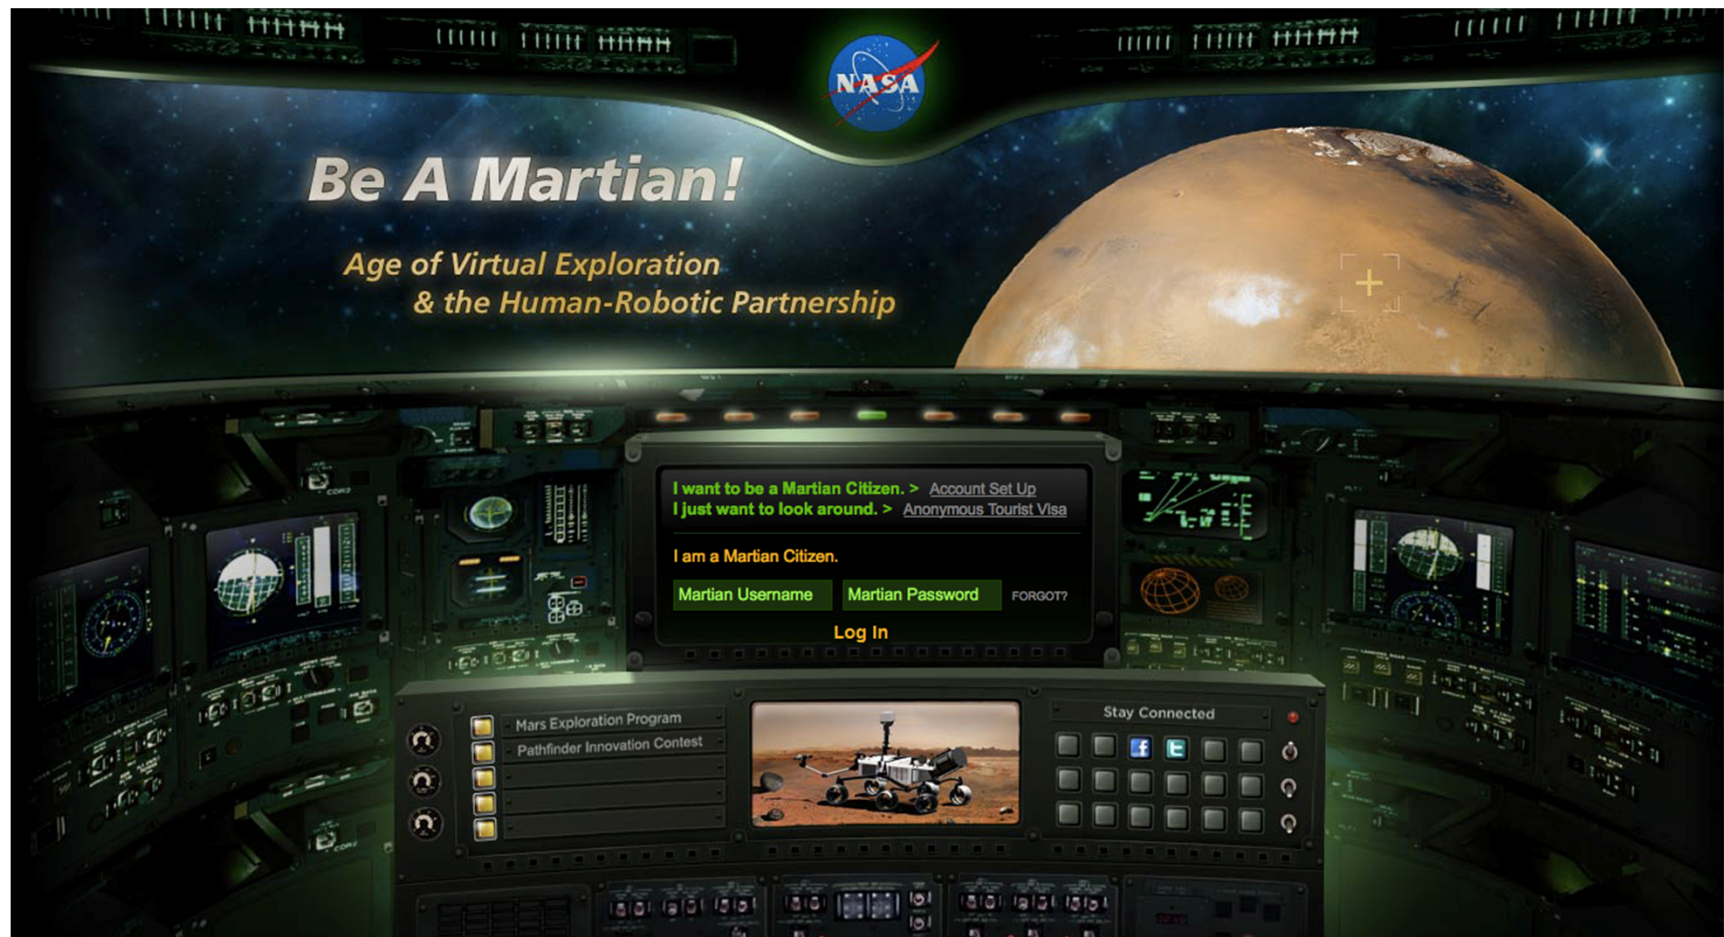 NASA
Be A Martian!
Age of Virtual Exploration
& the Human-Robotic Partnership
I want to be a Martian Citizen. > Account Set Up
I just want to look around. > Anonymous Tourist Visa
I am a Martian Citizen.
Martian Username Martian Password FORGOT?
Log In
Mars Exploration Program
Pathfinder Innovation Contest
Stay Connected
f t